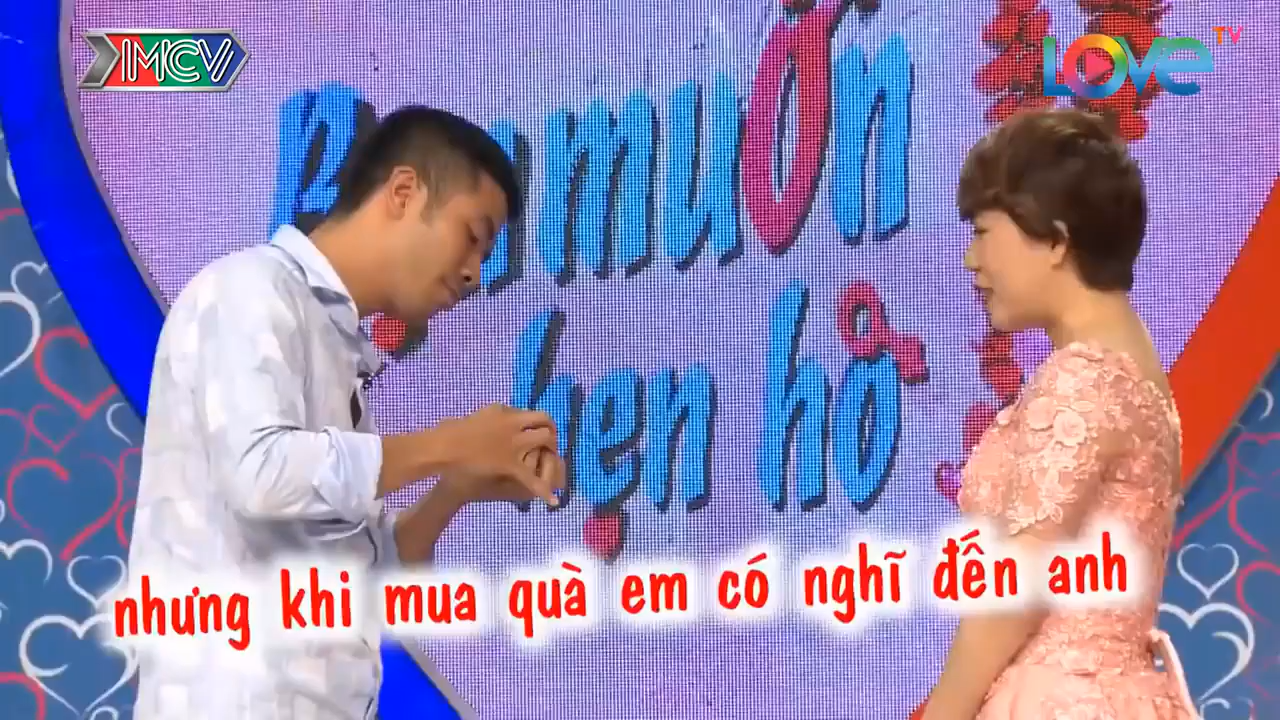 MCV
LOVE TV
muốn
hẹn hò
nhưng khi mua quà em có nghĩ đến anh